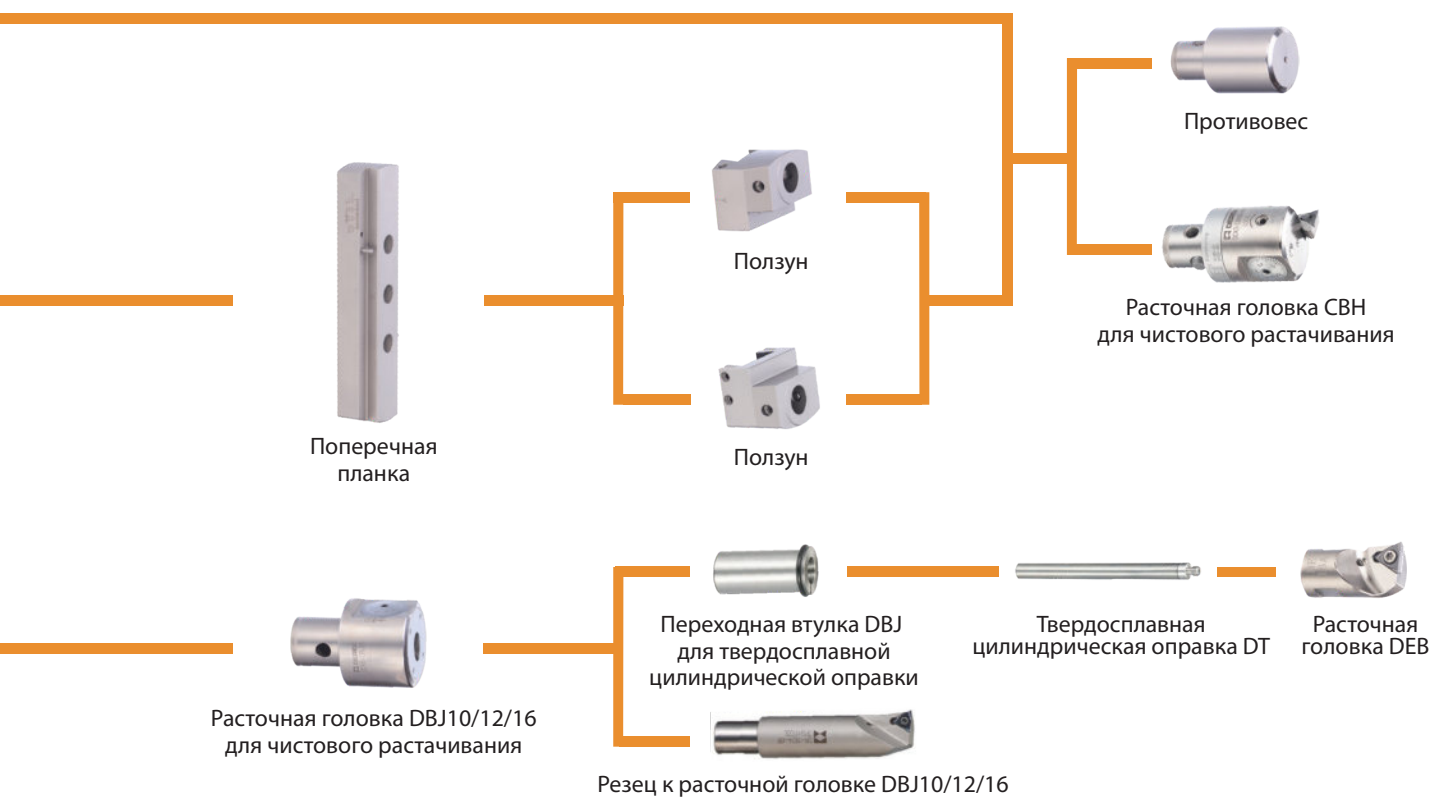 Противовес
Ползун
Расточная головка CBH
для чистового растачивания
Поперечная
планка
Ползун
Переходная втулка DBJ
для твердосплавной
цилиндрической оправки
Твердосплавная
цилиндрическая оправка DT
Расточная
головка DEB
Расточная головка DBJ10/12/16
для чистового растачивания
Резец к расточной головке DBJ10/12/16